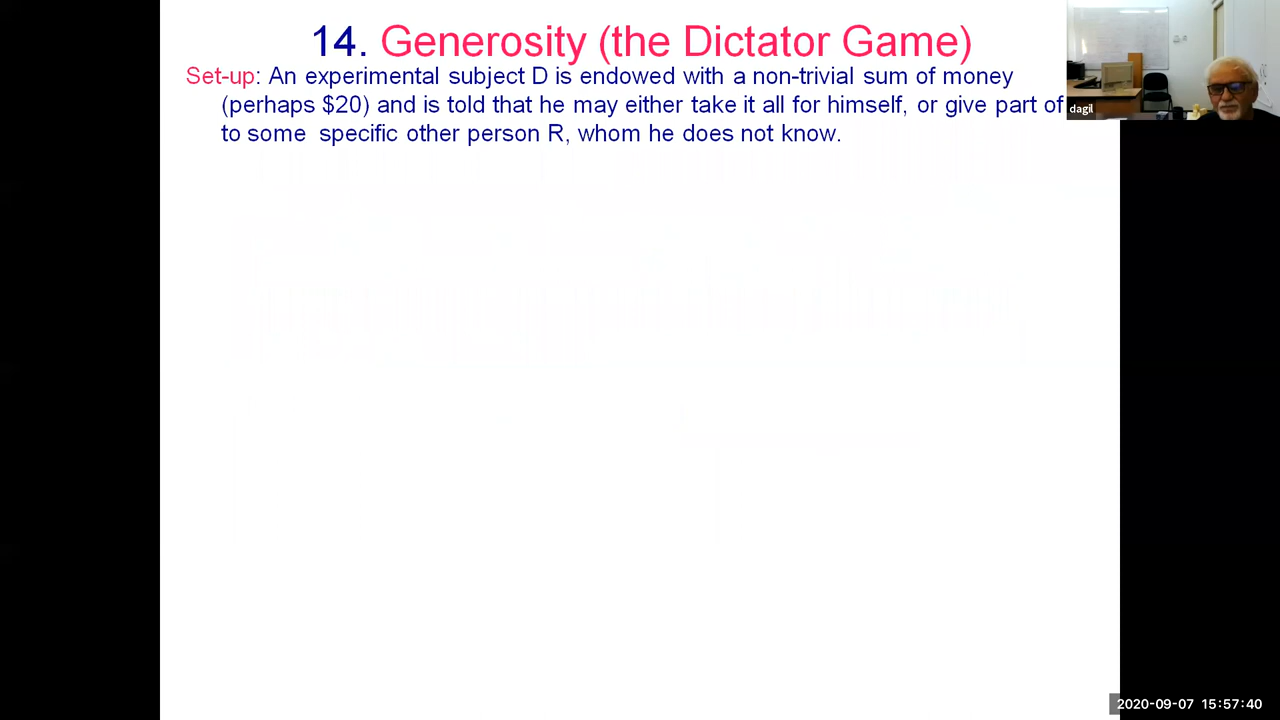 14. Generosity (the Dictator Game)
Set-up: An experimental subject D is endowed with a non-trivial sum of money
(perhaps $20) and is told that he may either take it all for himself, or give part of
to some specific other person R, whom he does not know.
dagil
2020-09-07 15:57:40